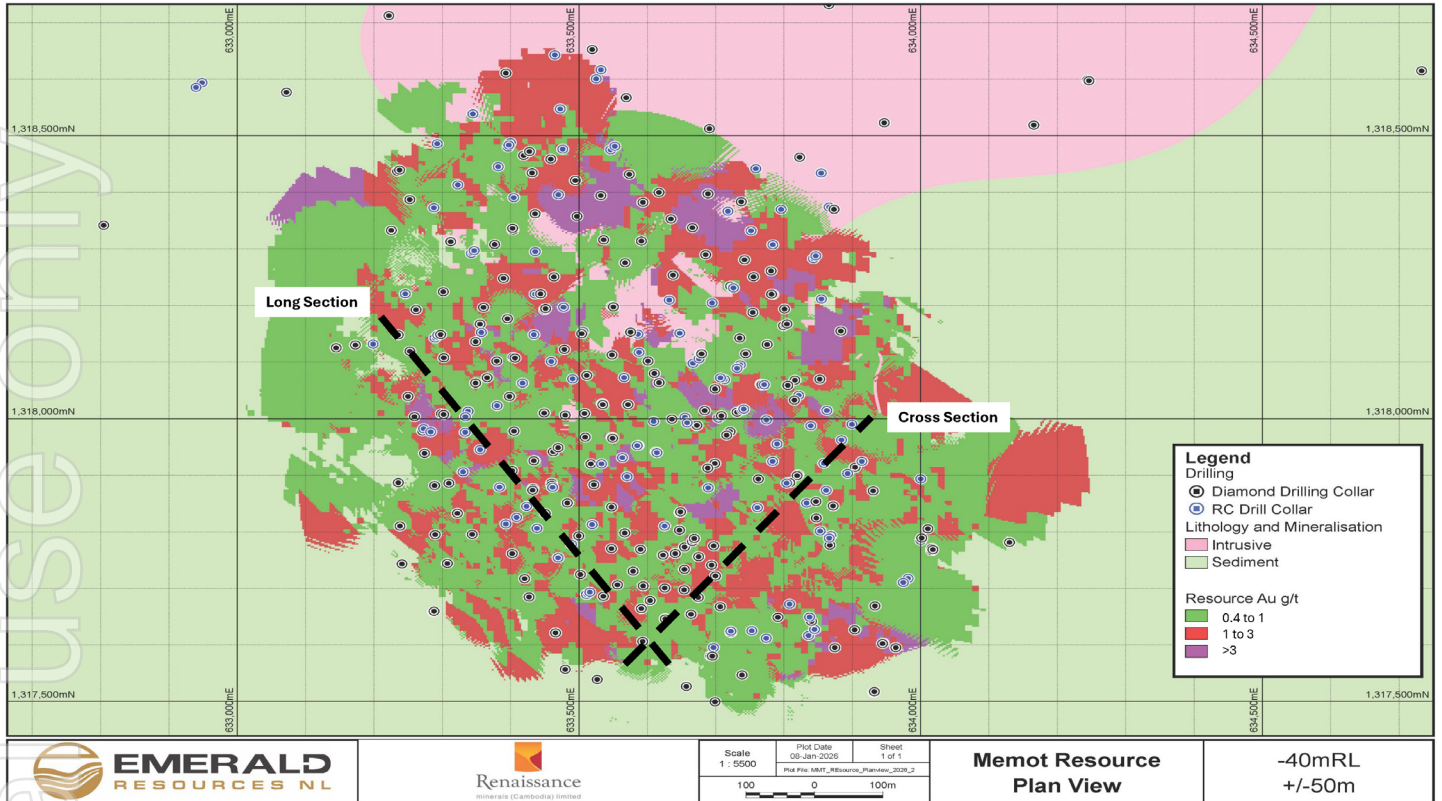 633,000mE
633,500mE
634,000mE
634,500mE
1,318,500mN
1,318,500mN
Long Section
1,318,000mN
1,318,000mN
Cross Section
Legend
Drilling
Diamond Drilling Collar
RC Drill Collar
Lithology and Mineralisation
Intrusive
Sediment
Resource Au g/t
0.4 to 1
1 to 3
>3
1,317,500mN
1,317,500mN
633,000mE
633,500mE
634,000mE
634,500mE
use only
EMERALD
RESOURCES NL
Renaissance
minerals (Cambodia) limited
Scale
1 : 5500
Plot Date
08-Jan-2026
Sheet
1 of 1
Plot File: MMT_REsource_Planview_2026_2
100 0 100m
Memot Resource
Plan View
-40mRL
+/-50m